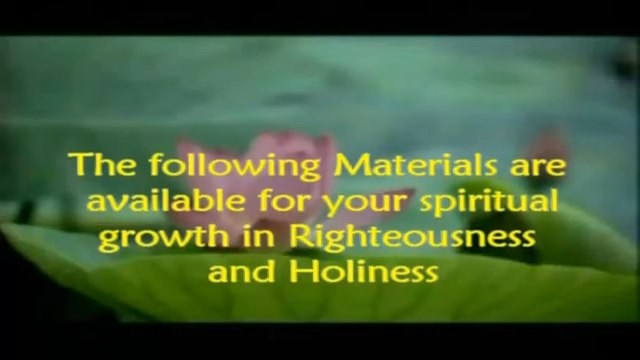 The following Materials are
available for your spiritual
growth in Righteousness
and Holiness